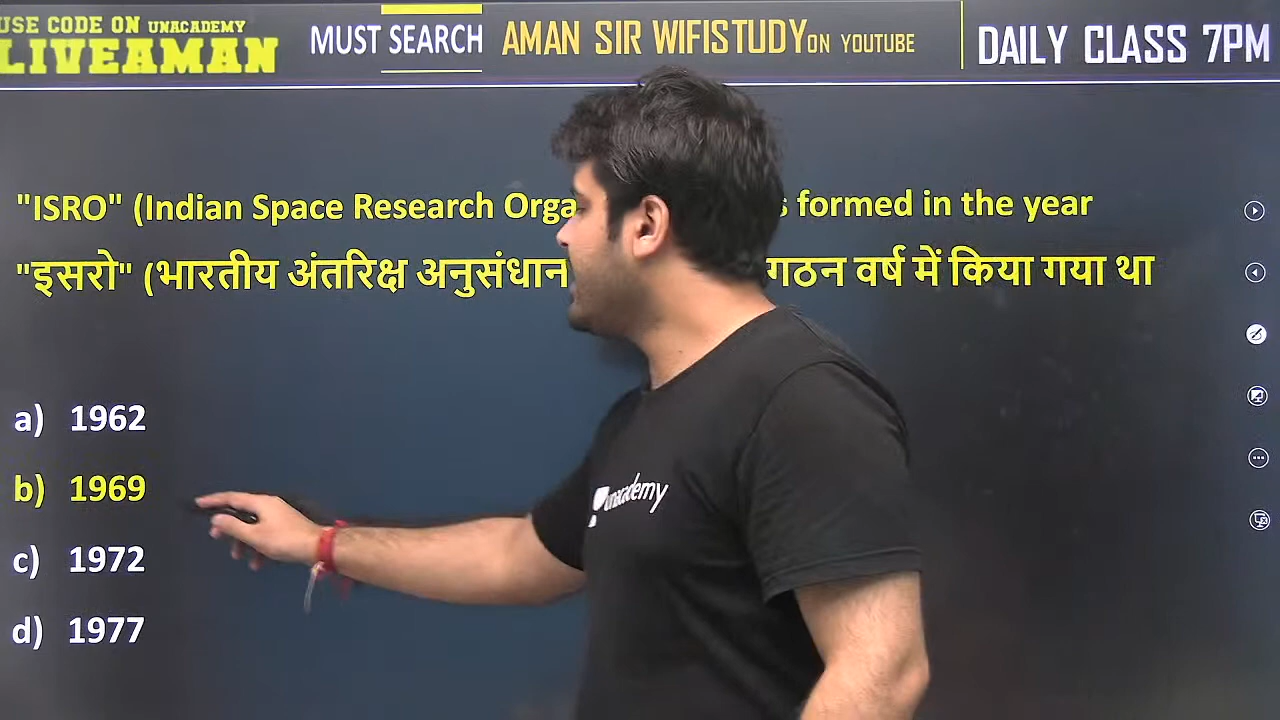 USE CODE ON UNACADEMY
LIVEAMAN
MUST SEARCH AMAN SIR WIFISTUDY ON YOUTUBE
DAILY CLASS 7PM
"ISRO" (Indian Space Research Orga formed in the year
"इसरो" (भारतीय अंतरिक्ष अनुसंधान गठन वर्ष में किया गया था
a) 1962
b) 1969
c) 1972
d) 1977
unacademy